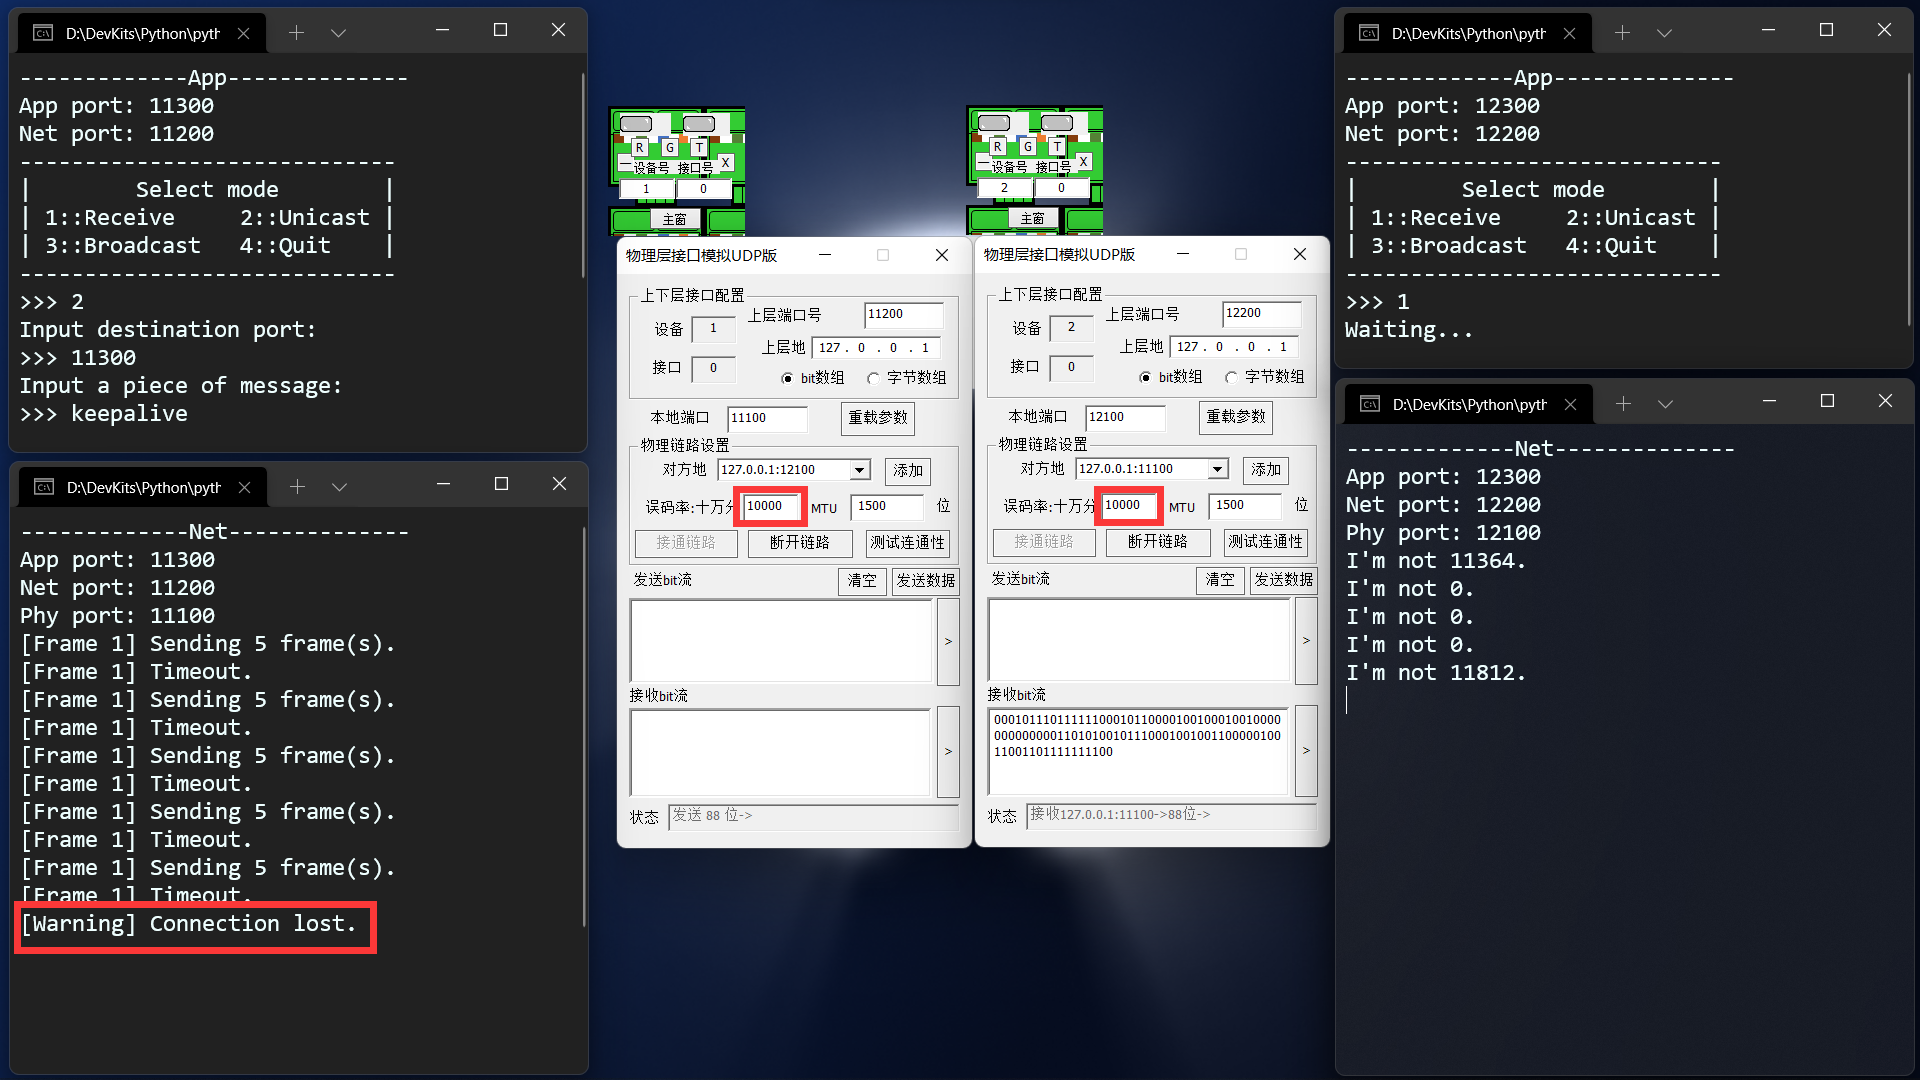 D:\DevKits\Python\pyth
-------------App--------------
App port: 11300
Net port: 11200
-----------------------------
|        Select mode        |
| 1::Receive     2::Unicast |
| 3::Broadcast   4::Quit    |
-----------------------------
>>> 2
Input destination port:
>>> 11300
Input a piece of message:
>>> keepalive
D:\DevKits\Python\pyth
-------------Net--------------
App port: 11300
Net port: 11200
Phy port: 11100
[Frame 1] Sending 5 frame(s).
[Frame 1] Timeout.
[Frame 1] Sending 5 frame(s).
[Frame 1] Timeout.
[Frame 1] Sending 5 frame(s).
[Frame 1] Timeout.
[Frame 1] Sending 5 frame(s).
[Frame 1] Timeout.
[Frame 1] Sending 5 frame(s).
[Frame 1] Timeout.
[Warning] Connection lost.
R G T
X
设备号 接口号
1 0
主窗
物理层接口模拟UDP版
上下层接口配置
设备 1 上层端口号 11200
上层地 127 . 0 . 0 . 1
接口 0
bit数组 字节数组
本地端口 11100 重载参数
物理链路设置
对方地 127.0.0.1:12100 添加
误码率:十万分 10000 MTU 1500 位
接通链路 断开链路 测试连通性
发送bit流 清空 发送数据
>
接收bit流
>
状态 发送 88 位->
R G T
X
设备号 接口号
2 0
主窗
物理层接口模拟UDP版
上下层接口配置
设备 2 上层端口号 12200
上层地 127 . 0 . 0 . 1
接口 0
bit数组 字节数组
本地端口 12100 重载参数
物理链路设置
对方地 127.0.0.1:11100 添加
误码率:十万分 10000 MTU 1500 位
接通链路 断开链路 测试连通性
发送bit流 清空 发送数据
>
接收bit流
000101110111111000101100001001000100100000
000000000110101001011100010010011000001001
1001101111111100
>
状态 接收127.0.0.1:11100->88位->
D:\DevKits\Python\pyth
-------------App--------------
App port: 12300
Net port: 12200
-----------------------------
|        Select mode        |
| 1::Receive     2::Unicast |
| 3::Broadcast   4::Quit    |
-----------------------------
>>> 1
Waiting...
D:\DevKits\Python\pyth
-------------Net--------------
App port: 12300
Net port: 12200
Phy port: 12100
I'm not 11364.
I'm not 0.
I'm not 0.
I'm not 0.
I'm not 11812.